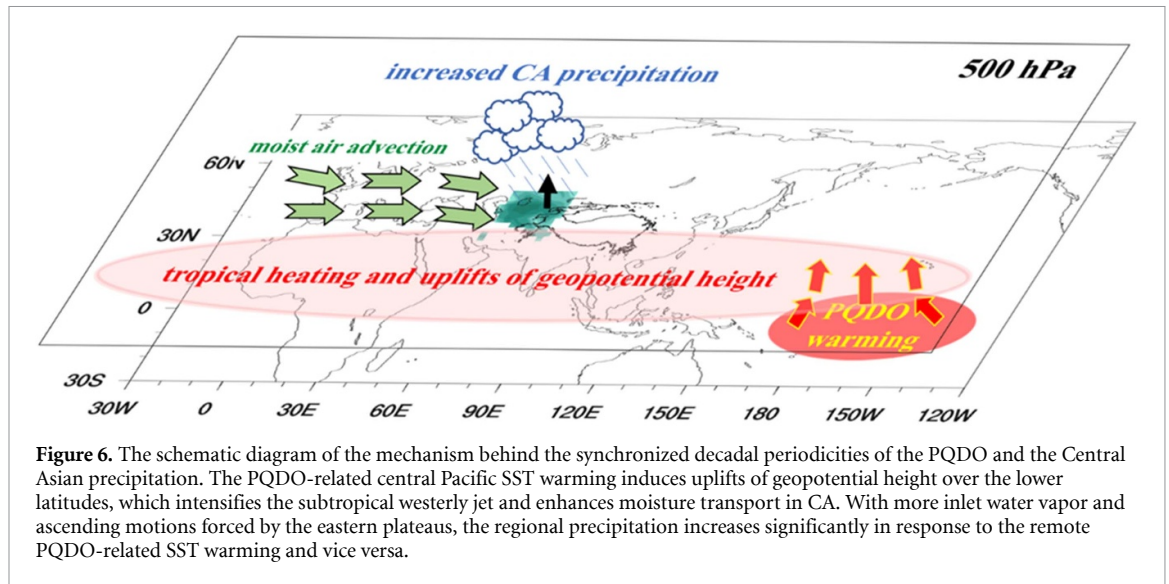 increased CA precipitation
500 hPa
moist air advection
60N
30N
tropical heating and uplifts of geopotential height
0
PQDO
warming
30S
30W 0 30E 60E 90E 120E 150E 180 150W 120W
Figure 6. The schematic diagram of the mechanism behind the synchronized decadal periodicities of the PQDO and the Central
Asian precipitation. The PQDO-related central Pacific SST warming induces uplifts of geopotential height over the lower
latitudes, which intensifies the subtropical westerly jet and enhances moisture transport in CA. With more inlet water vapor and
ascending motions forced by the eastern plateaus, the regional precipitation increases significantly in response to the remote
PQDO-related SST warming and vice versa.